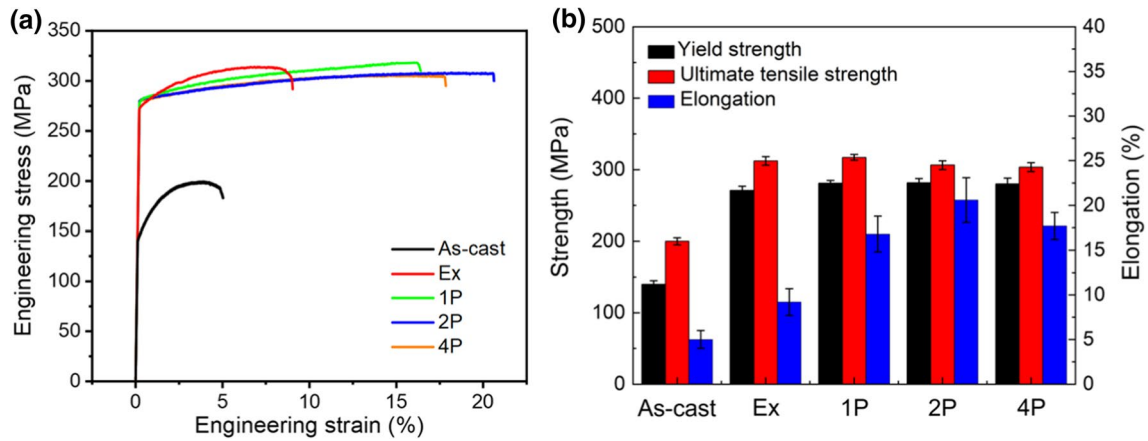 (a)
Engineering stress (MPa)
350
300
250
200
150
100
50
0
As-cast
Ex
1P
2P
4P
0 5 10 15 20
Engineering strain (%)
(b)
Strength (MPa)
500
400
300
200
100
0
Yield strength
Ultimate tensile strength
Elongation
40
35
30
25
20
15
10
5
0
Elongation (%)
As-cast Ex 1P 2P 4P